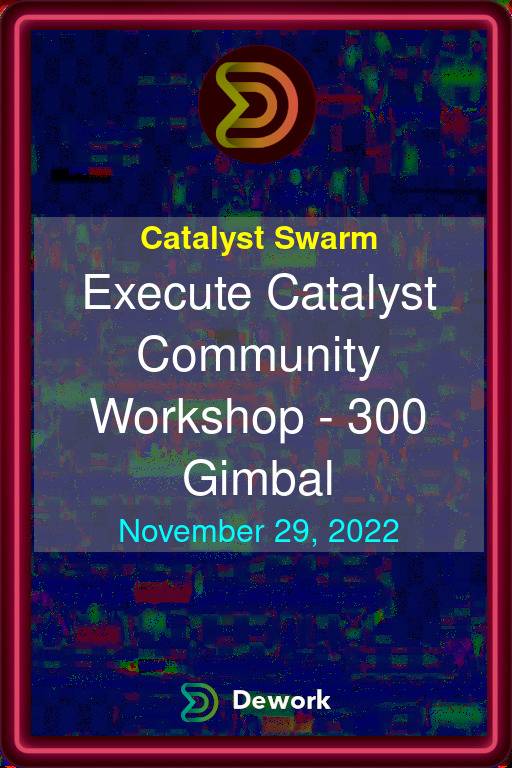 Catalyst Swarm
Execute Catalyst
Community
Workshop - 300
Gimbal
November 29, 2022
Dework